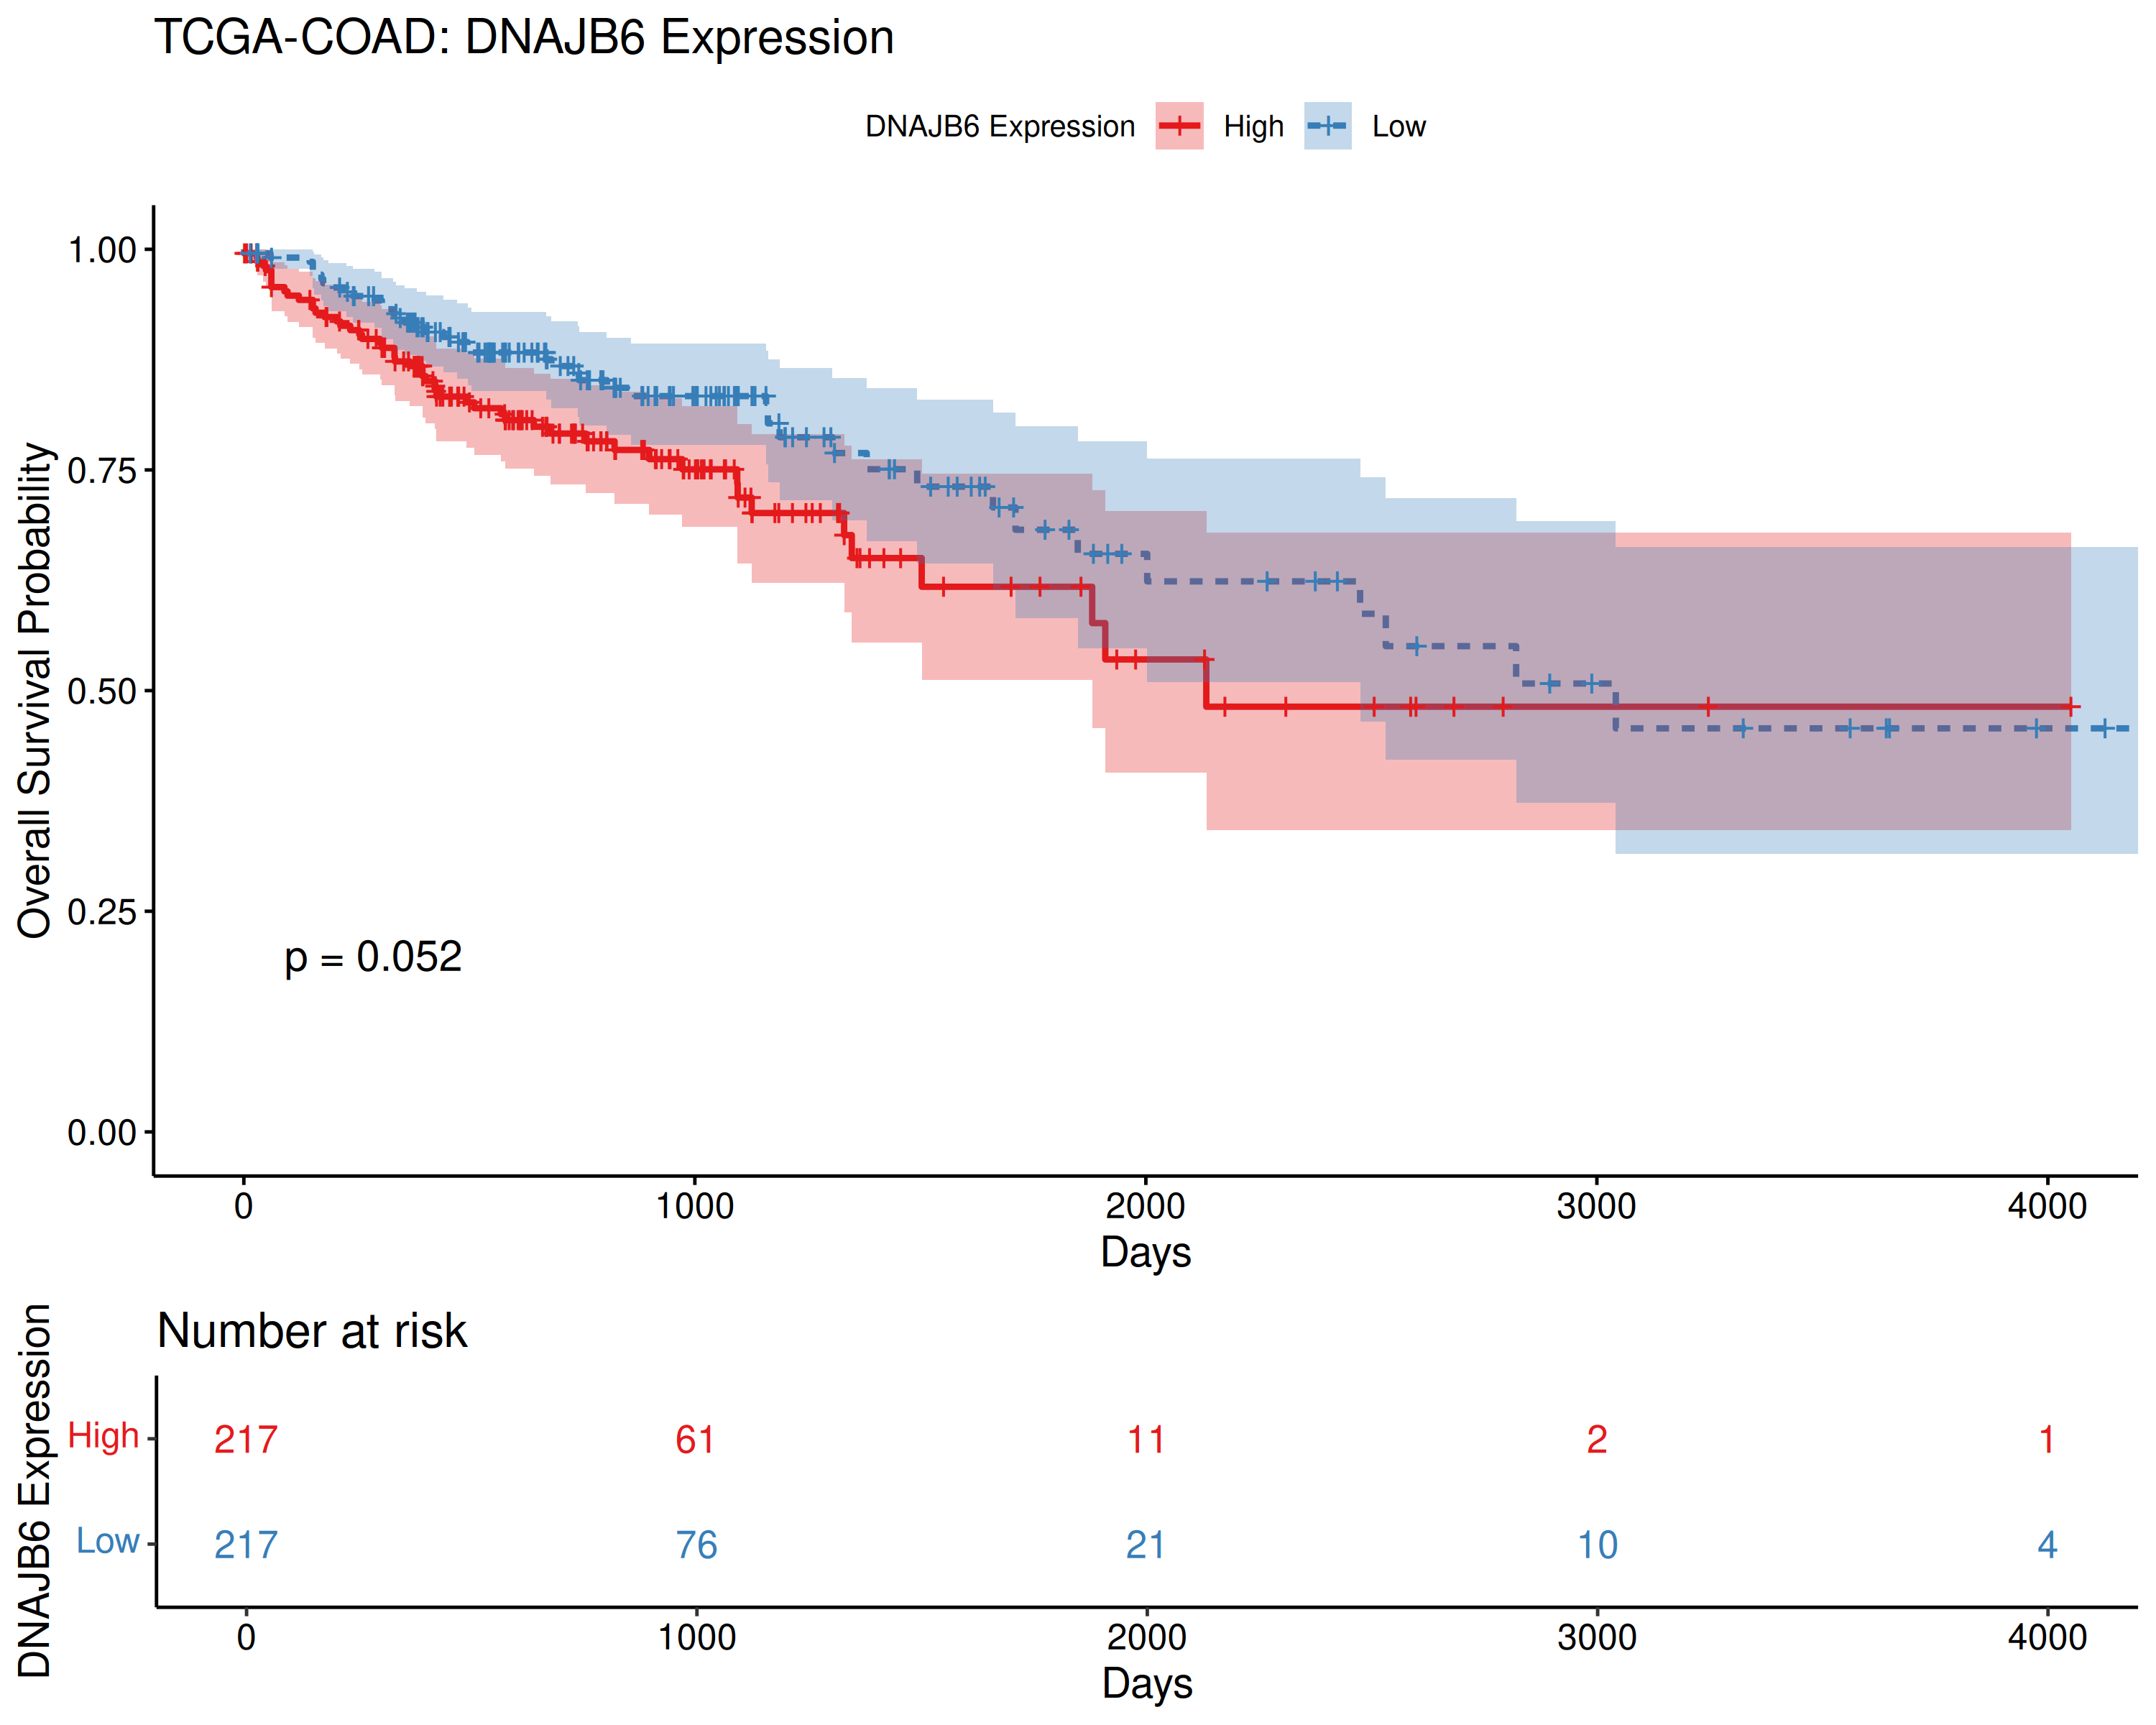 TCGA-COAD: DNAJB6 Expression
DNAJB6 Expression High Low
Overall Survival Probability
1.00
0.75
0.50
0.25
0.00
p = 0.052
0 1000 2000 3000 4000
Days
Number at risk
DNAJB6 Expression
High 217 61 11 2 1
Low 217 76 21 10 4
0 1000 2000 3000 4000
Days